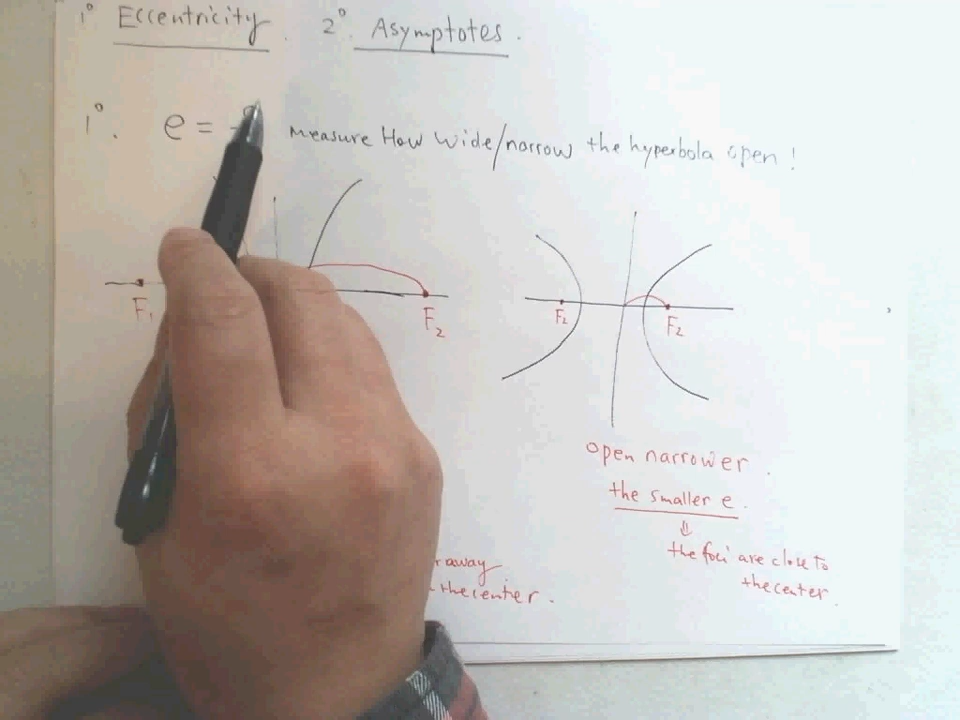 1° Eccentricity. 2° Asymptotes.
1°. e = measure How wide/narrow the hyperbola open!
F₁ F₂ F₂ F₂
open narrower.
the smaller e.
⇓
the foci are close to
the center.
away
the center.